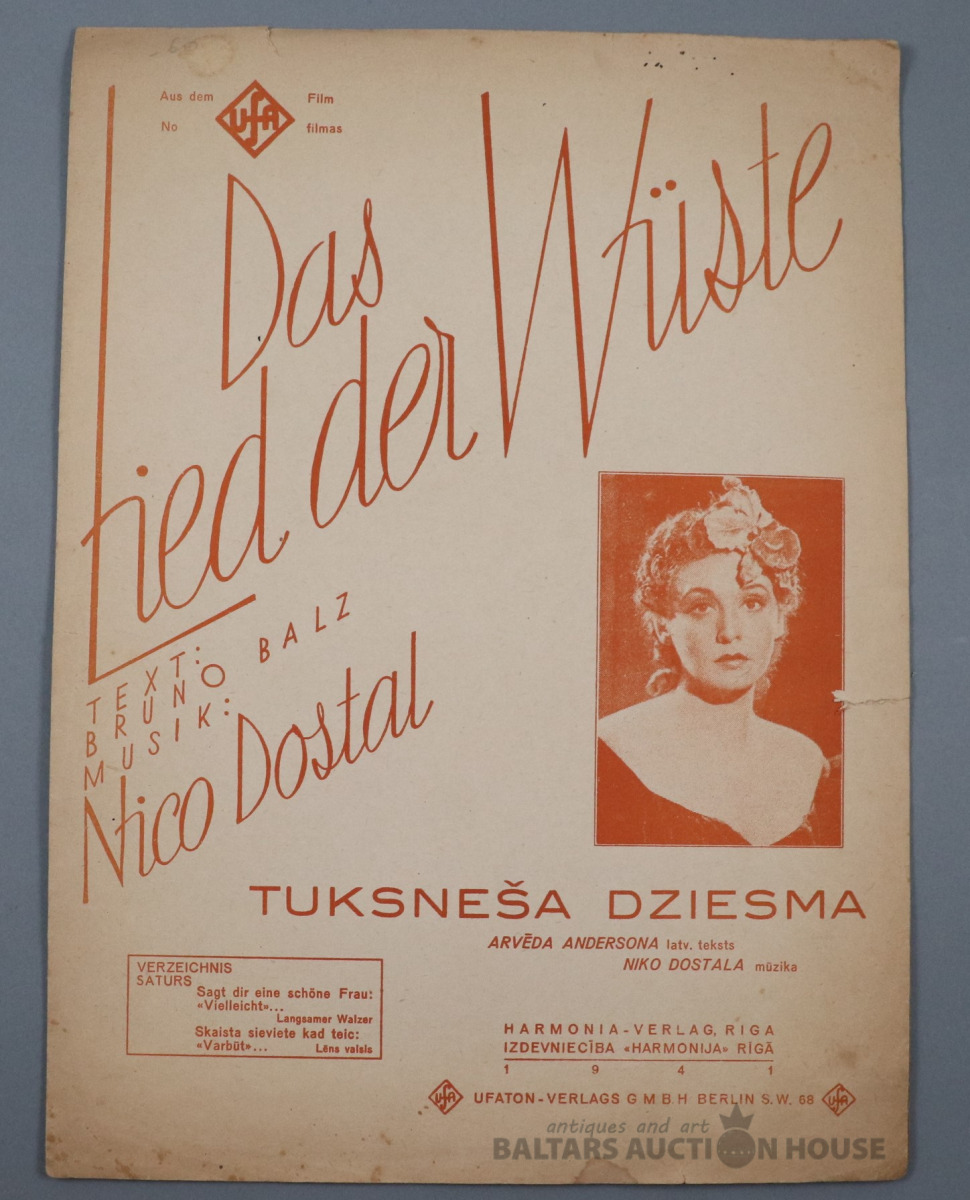 Aus dem UFA Film
No filmas
Das
Lied der Wüste
TEXT:
BRUNO BALZ
MUSIK:
Nico Dostal
TUKSNEŠA DZIESMA
ARVĒDA ANDERSONA latv. teksts
NIKO DOSTALA mūzika
VERZEICHNIS
SATURS
Sagt dir eine schöne Frau:
«Vielleicht»...
Langsamer Walzer
Skaista sieviete kad teic:
«Varbūt»...
Lēns valsis
HARMONIA-VERLAG, RIGA
IZDEVNIECĪBA «HARMONIJA» RĪGĀ
1 9 4 1
UFA UFATON-VERLAGS G M B.H BERLIN S.W. 68 UFA
antiques and art
BALTARS AUCTION HOUSE